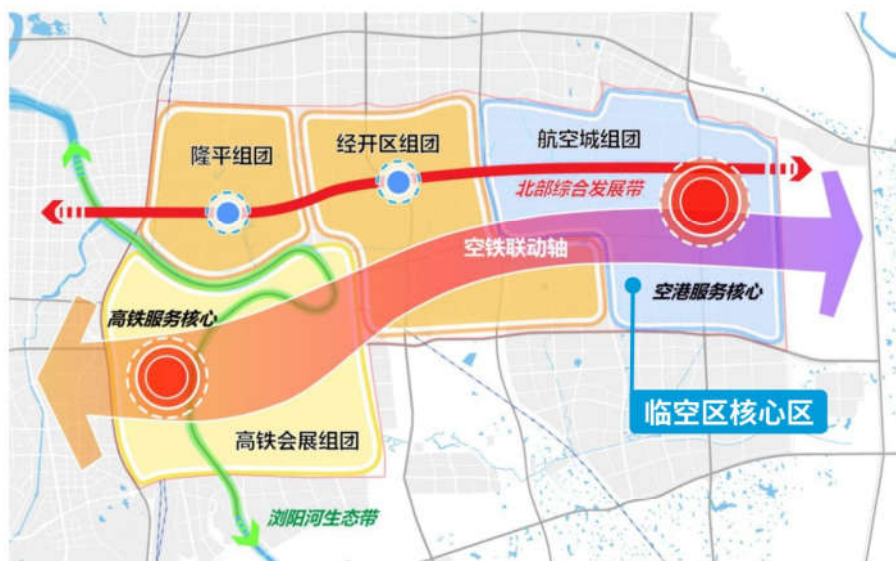 隆平组团
经开区组团
航空城组团
北部综合发展带
空铁联动轴
高铁服务核心
空港服务核心
临空区核心区
高铁会展组团
浏阳河生态带